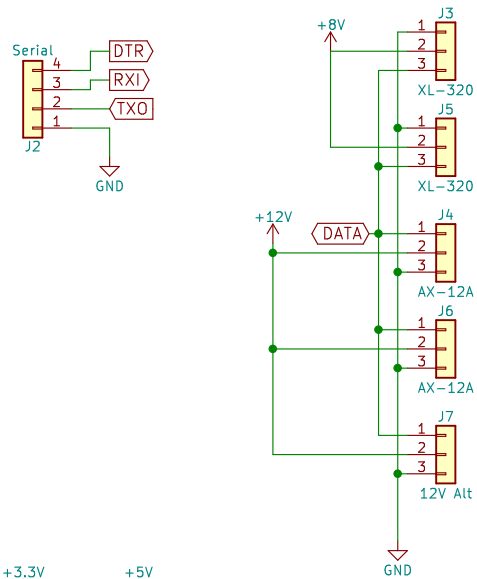 Serial
4
DTR
3
RXI
2
TXO
1
J2
GND
+8V
J3
1
2
3
XL-320
J5
1
2
3
XL-320
+12V
DATA
J4
1
2
3
AX-12A
J6
1
2
3
AX-12A
J7
1
2
3
12V Alt
GND
+3.3V
+5V